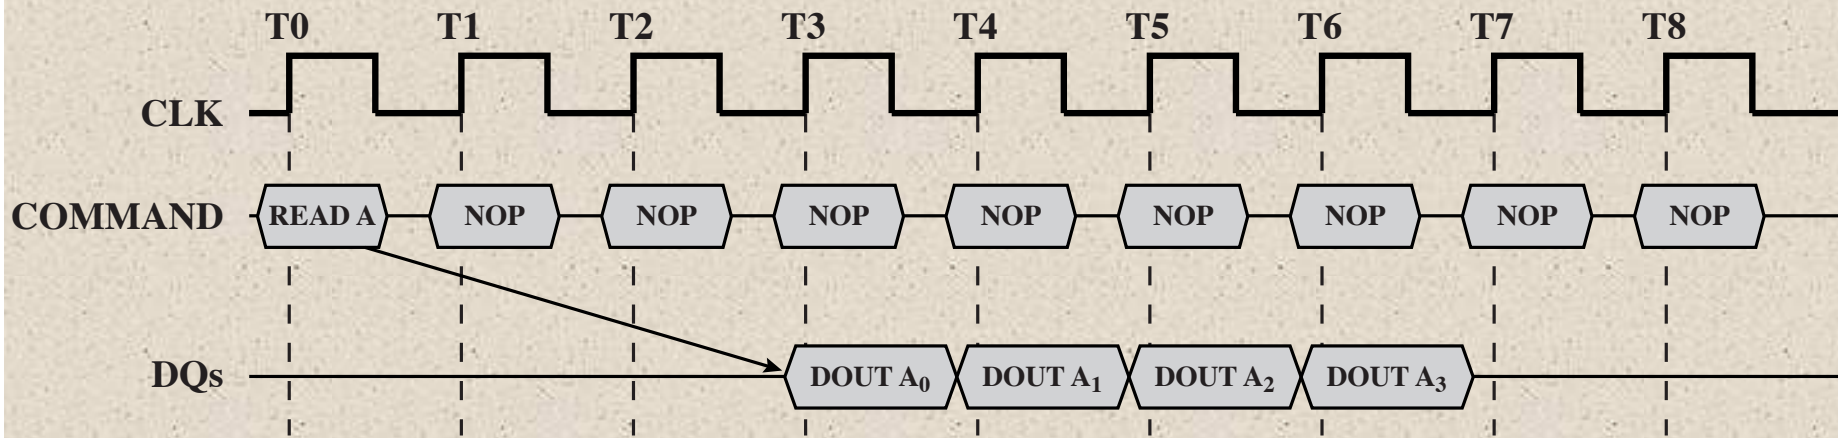 T0 T1 T2 T3 T4 T5 T6 T7 T8
CLK
COMMAND READ A NOP NOP NOP NOP NOP NOP NOP NOP
DQs DOUT A₀ DOUT A₁ DOUT A₂ DOUT A₃